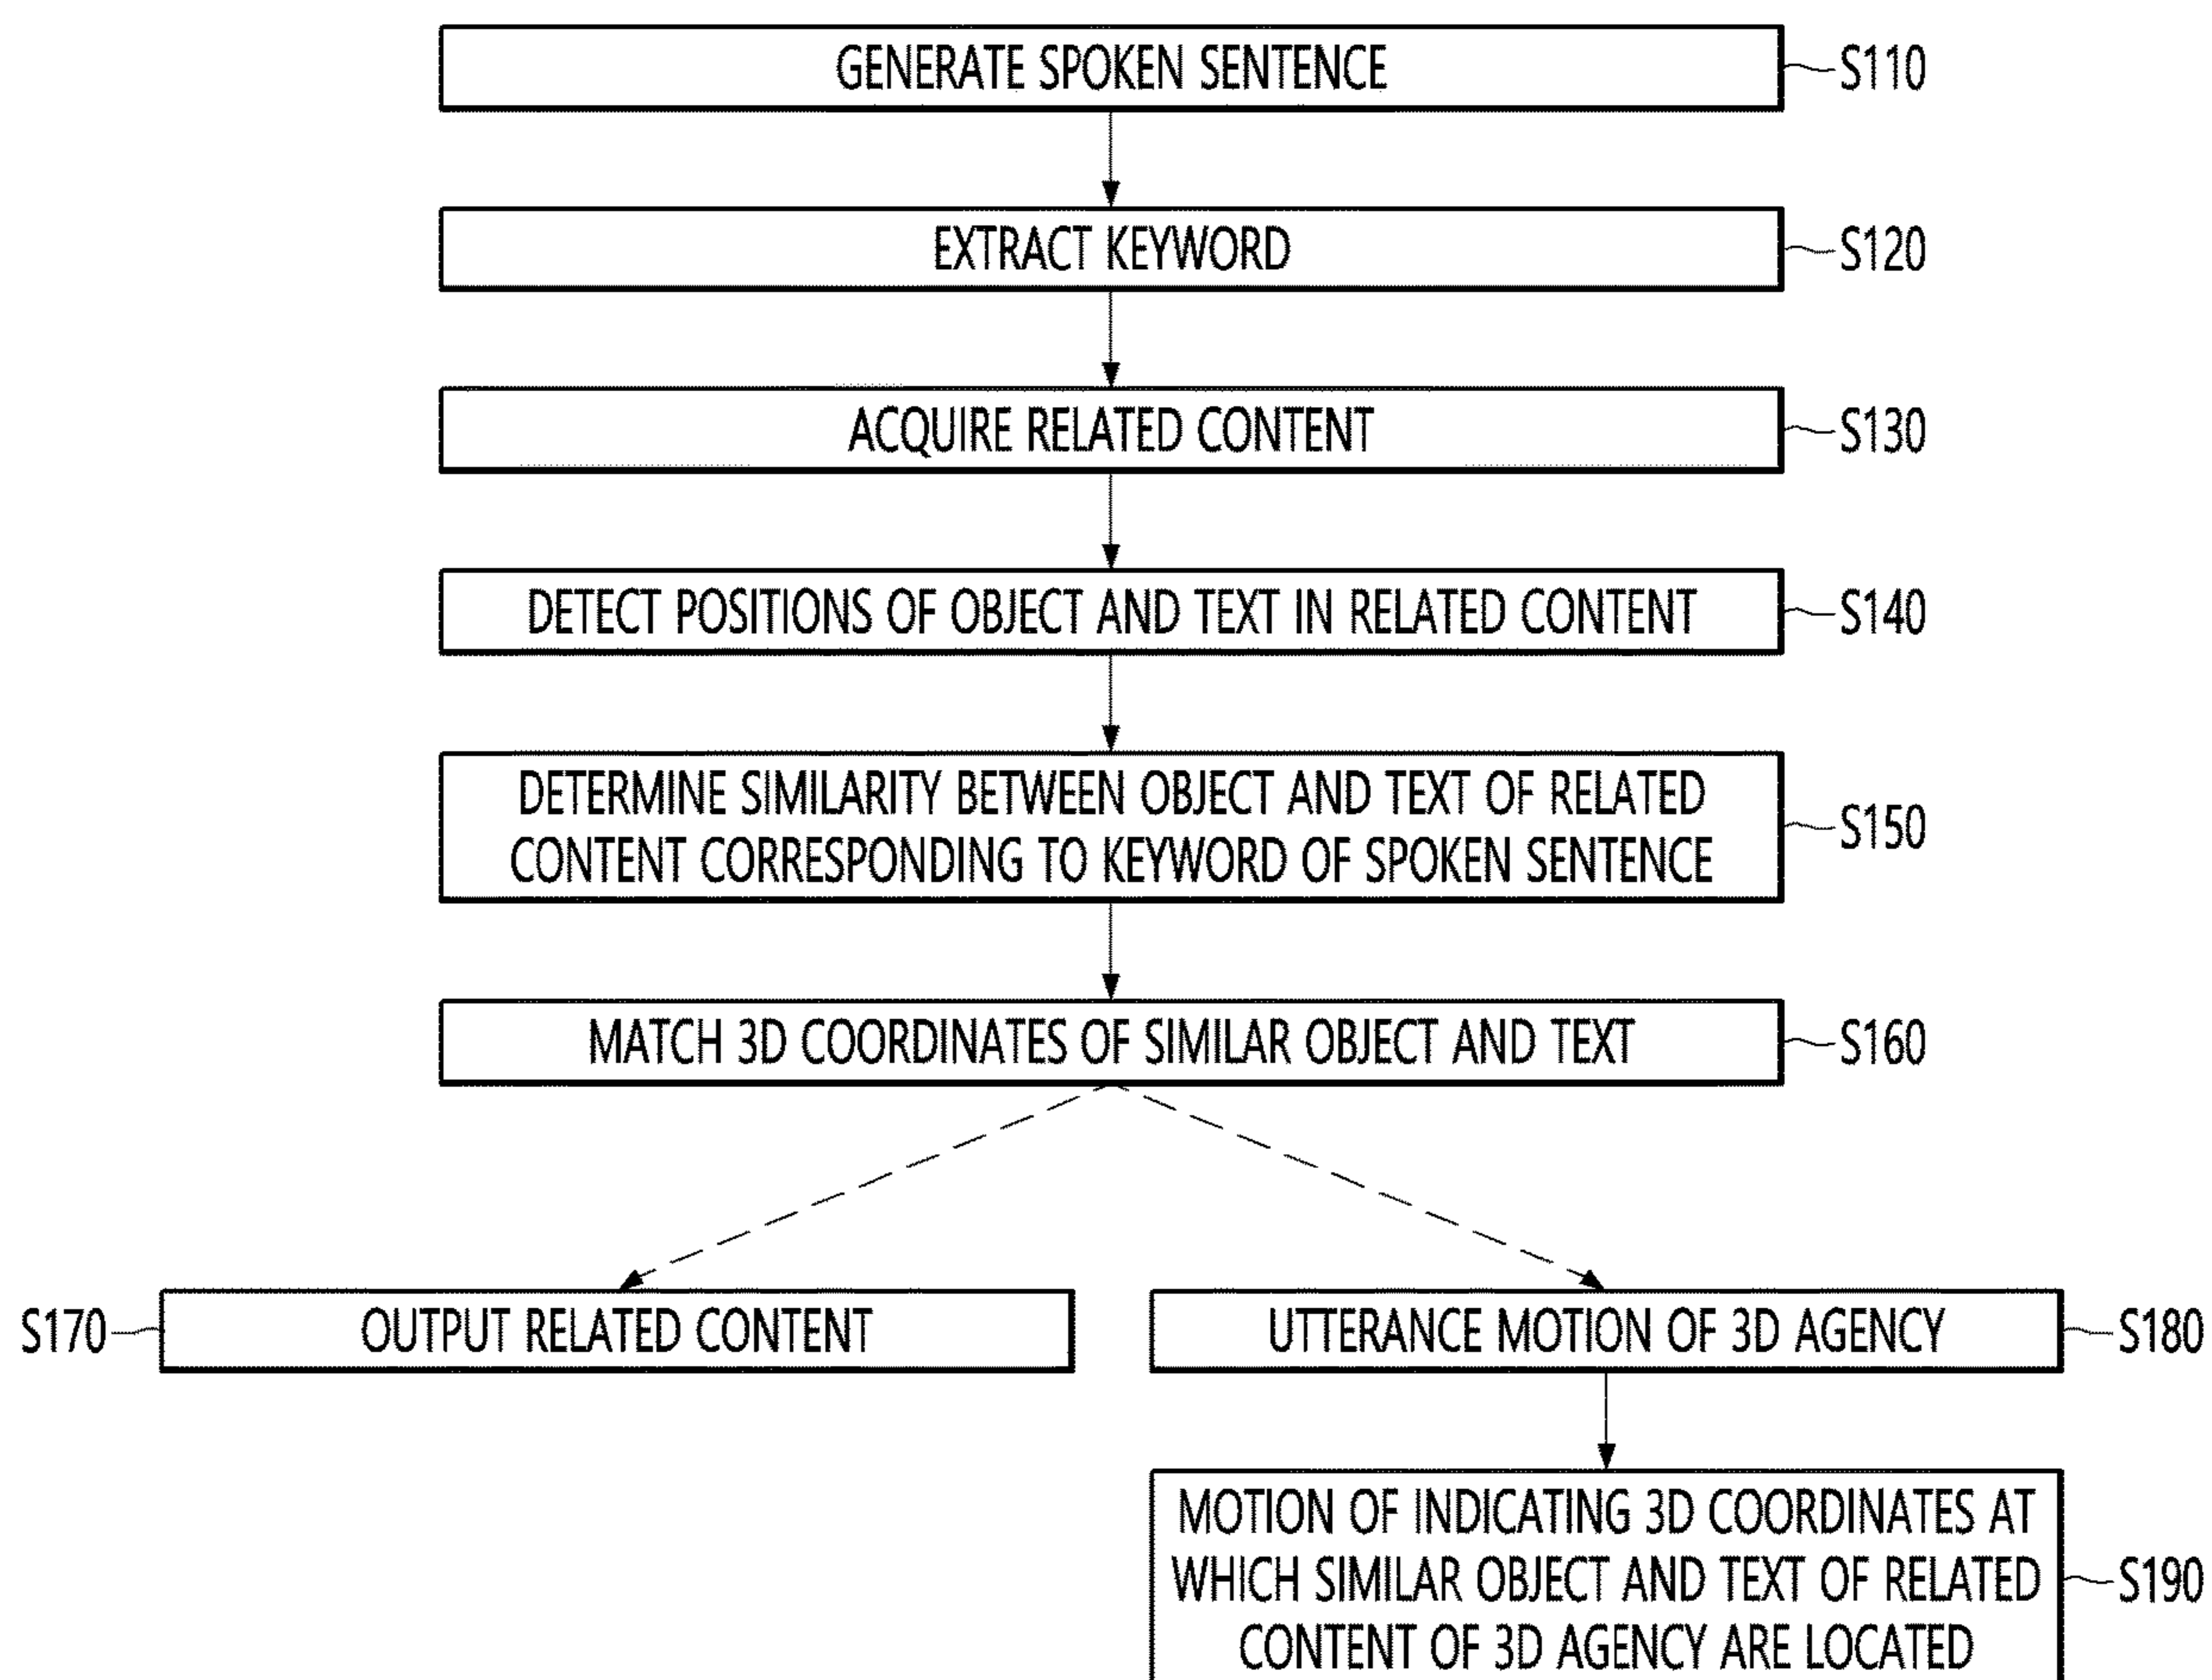 GENERATE SPOKEN SENTENCE
S110
EXTRACT KEYWORD
S120
ACQUIRE RELATED CONTENT
S130
DETECT POSITIONS OF OBJECT AND TEXT IN RELATED CONTENT
S140
DETERMINE SIMILARITY BETWEEN OBJECT AND TEXT OF RELATED
CONTENT CORRESPONDING TO KEYWORD OF SPOKEN SENTENCE
S150
MATCH 3D COORDINATES OF SIMILAR OBJECT AND TEXT
S160
S170
OUTPUT RELATED CONTENT
UTTERANCE MOTION OF 3D AGENCY
S180
MOTION OF INDICATING 3D COORDINATES AT
WHICH SIMILAR OBJECT AND TEXT OF RELATED
CONTENT OF 3D AGENCY ARE LOCATED
S190